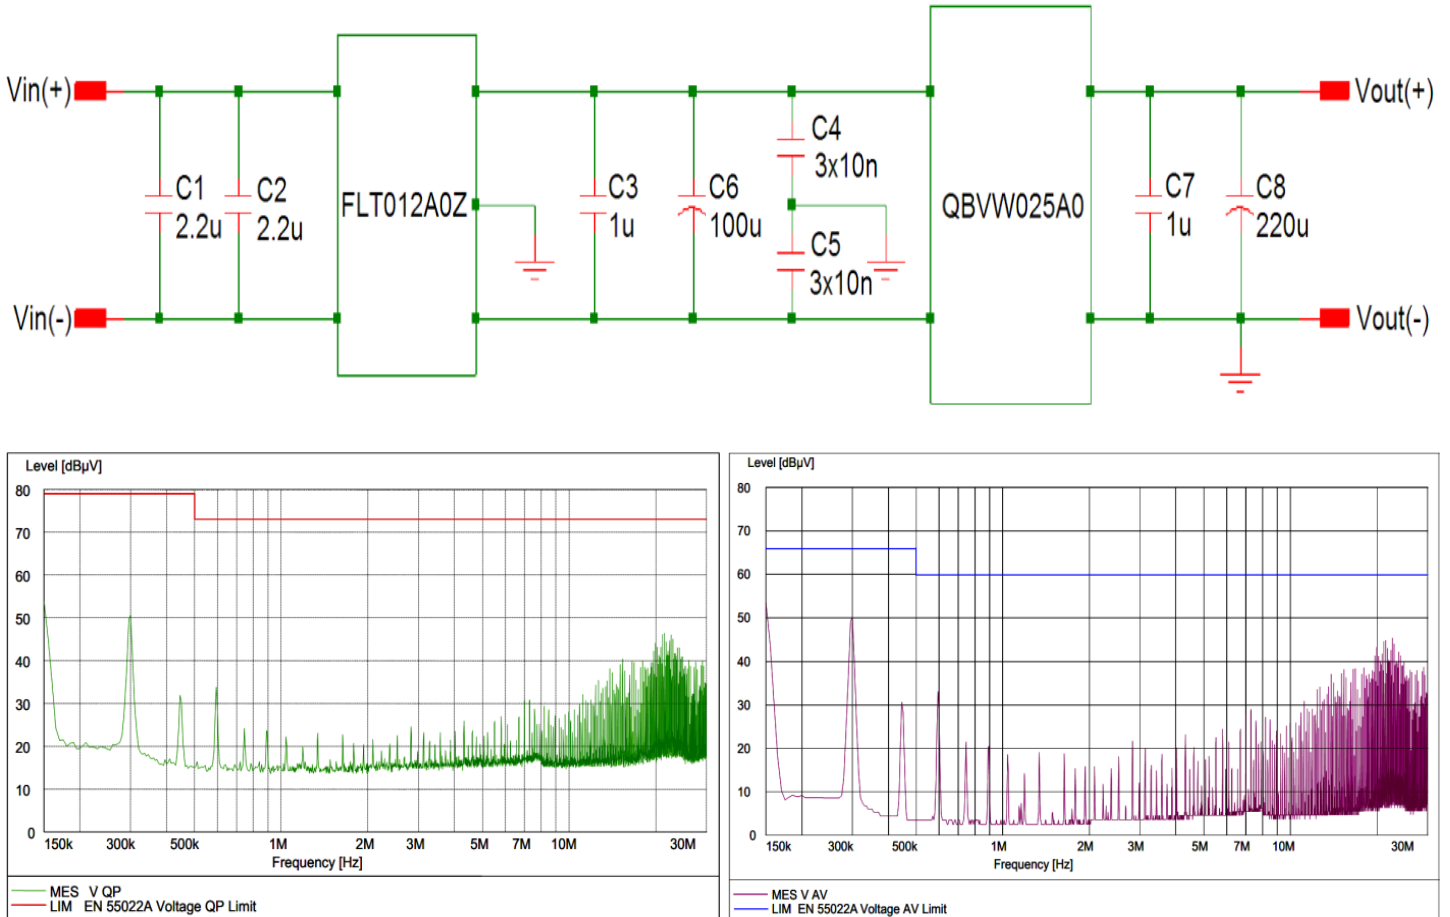 Vin(+)
Vout(+)
C1
2.2u
C2
2.2u
FLT012A0Z
C3
1u
C6
100u
C4
3x10n
C5
3x10n
QBVW025A0
C7
1u
C8
220u
Vin(-)
Vout(-)
Level [dBµV]
80
70
60
50
40
30
20
10
0
150k 300k 500k 1M 2M 3M 5M 7M 10M 30M
Frequency [Hz]
MES V QP
LIM EN 55022A Voltage QP Limit
Level [dBµV]
80
70
60
50
40
30
20
10
0
150k 300k 500k 1M 2M 3M 5M 7M 10M 30M
Frequency [Hz]
MES V AV
LIM EN 55022A Voltage AV Limit